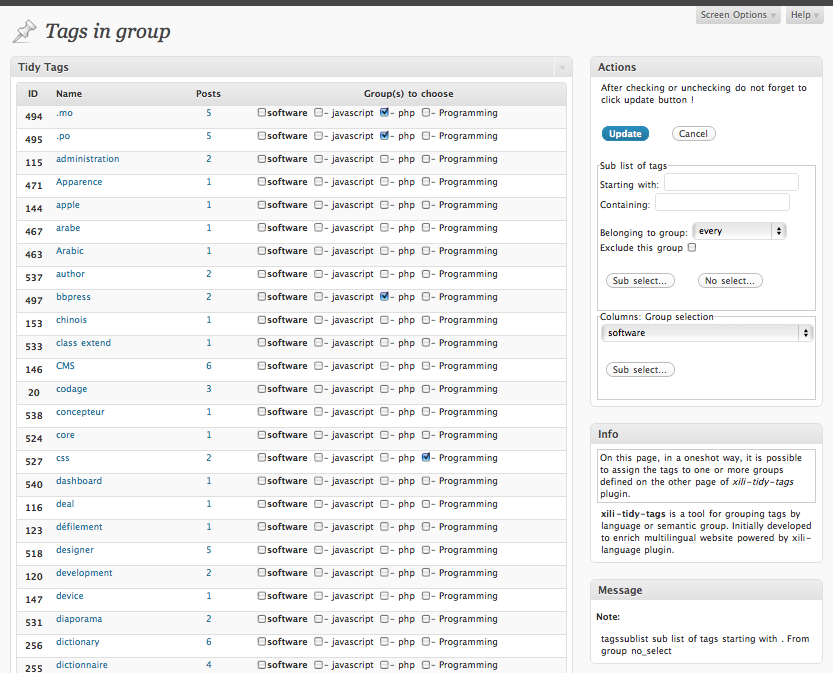 Screen Options Help
Tags in group
Tidy Tags
ID Name Posts Group(s) to choose
494 .mo 5 software - javascript - php - Programming
495 .po 5 software - javascript - php - Programming
115 administration 2 software - javascript - php - Programming
471 Apparence 1 software - javascript - php - Programming
144 apple 1 software - javascript - php - Programming
467 arabe 1 software - javascript - php - Programming
463 Arabic 1 software - javascript - php - Programming
537 author 2 software - javascript - php - Programming
497 bbpress 2 software - javascript - php - Programming
153 chinois 1 software - javascript - php - Programming
533 class extend 1 software - javascript - php - Programming
146 CMS 6 software - javascript - php - Programming
20 codage 3 software - javascript - php - Programming
538 concepteur 1 software - javascript - php - Programming
524 core 1 software - javascript - php - Programming
527 css 2 software - javascript - php - Programming
540 dashboard 1 software - javascript - php - Programming
116 deal 1 software - javascript - php - Programming
123 défilement 1 software - javascript - php - Programming
518 designer 5 software - javascript - php - Programming
120 development 2 software - javascript - php - Programming
147 device 1 software - javascript - php - Programming
531 diaporama 2 software - javascript - php - Programming
256 dictionary 6 software - javascript - php - Programming
255 dictionnaire 4 software - javascript - php - Programming
Actions
After checking or unchecking do not forget to
click update button !
Update Cancel
Sub list of tags
Starting with:
Containing:
Belonging to group: every
Exclude this group
Sub select... No select...
Columns: Group selection
software
Sub select...
Info
On this page, in a oneshot way, it is possible
to assign the tags to one or more groups
defined on the other page of xili-tidy-tags
plugin.
xili-tidy-tags is a tool for grouping tags by
language or semantic group. Initially developed
to enrich multilingual website powered by xili-
language plugin.
Message
Note:
tagssublist sub list of tags starting with . From
group no_select